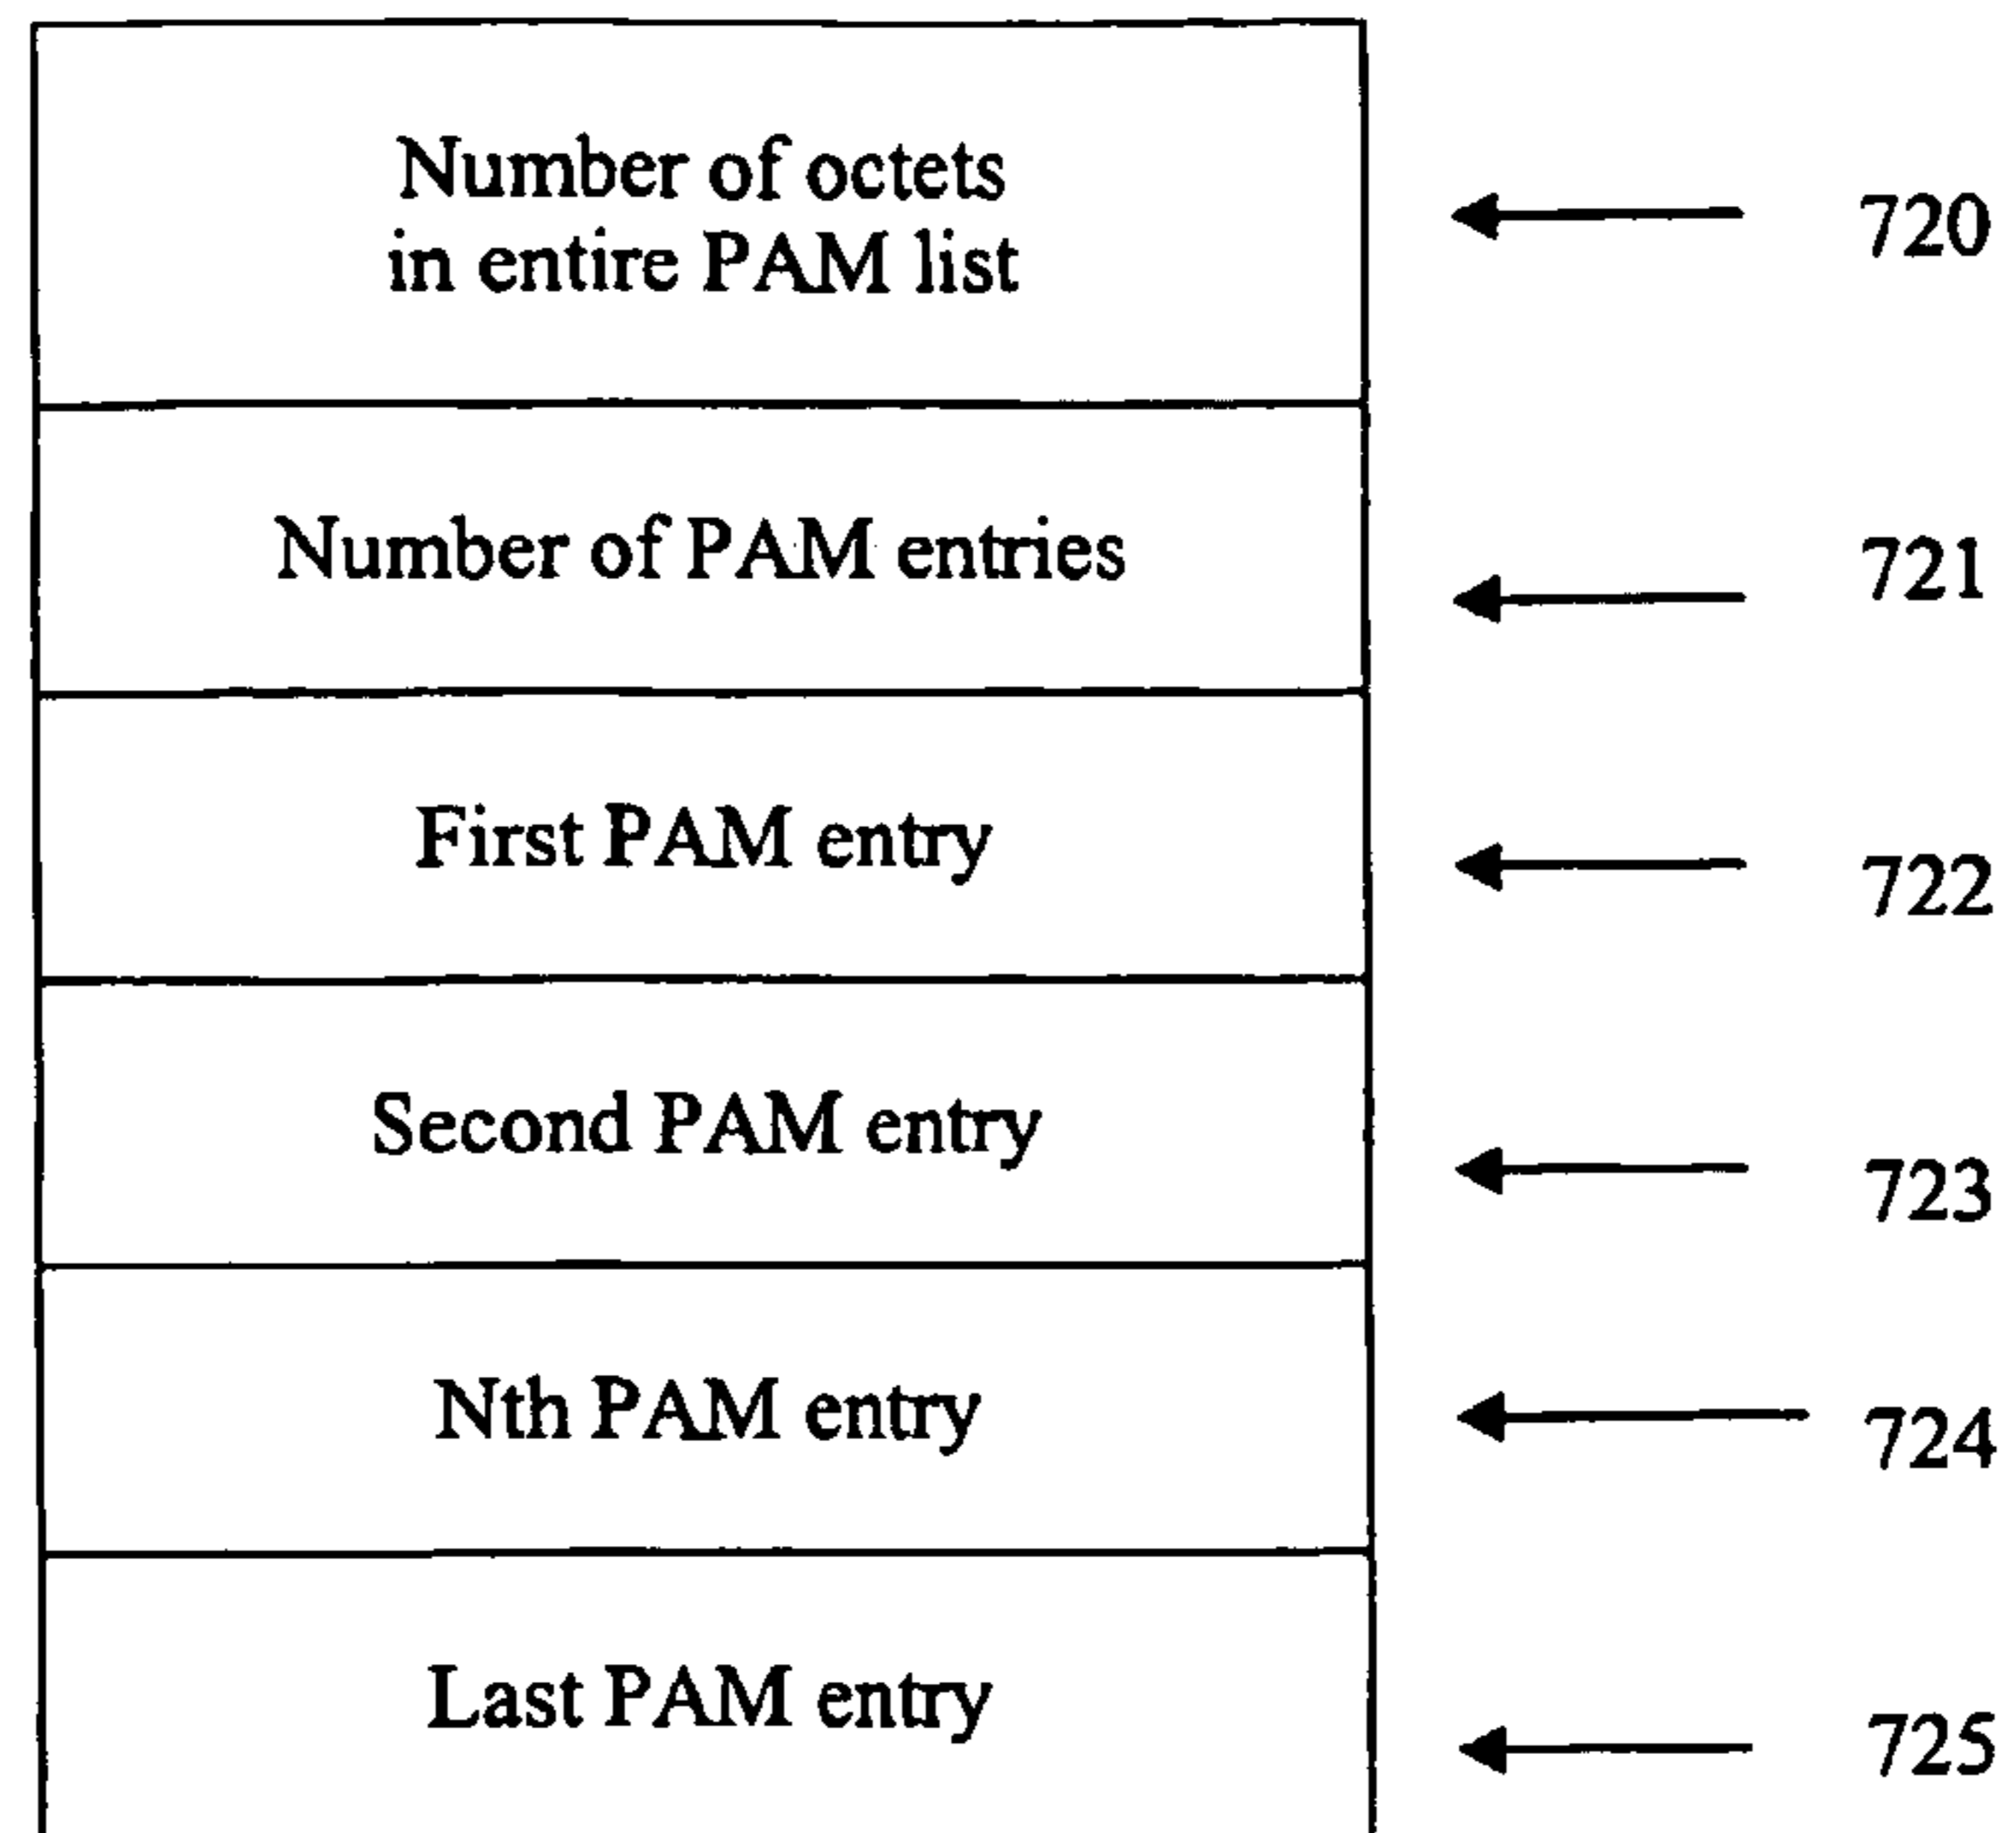 Number of octets
in entire PAM list
720
Number of PAM entries
721
First PAM entry
722
Second PAM entry
723
Nth PAM entry
724
Last PAM entry
725